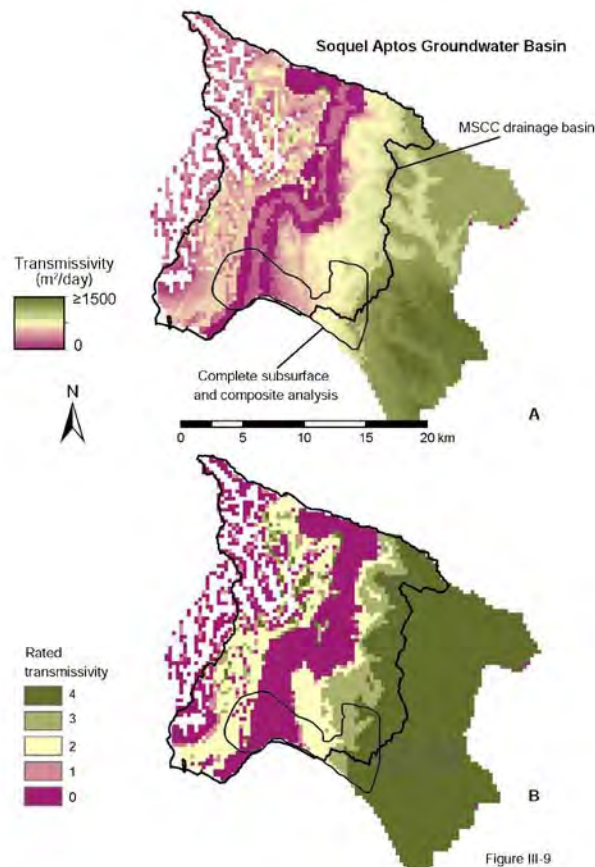 Soquel Aptos Groundwater Basin
MSCC drainage basin
Transmissivity
(m²/day)
≥1500
0
Complete subsurface
and composite analysis
N
A
0 5 10 15 20 km
B
Rated
transmissivity
4
3
2
1
0
Figure III-9